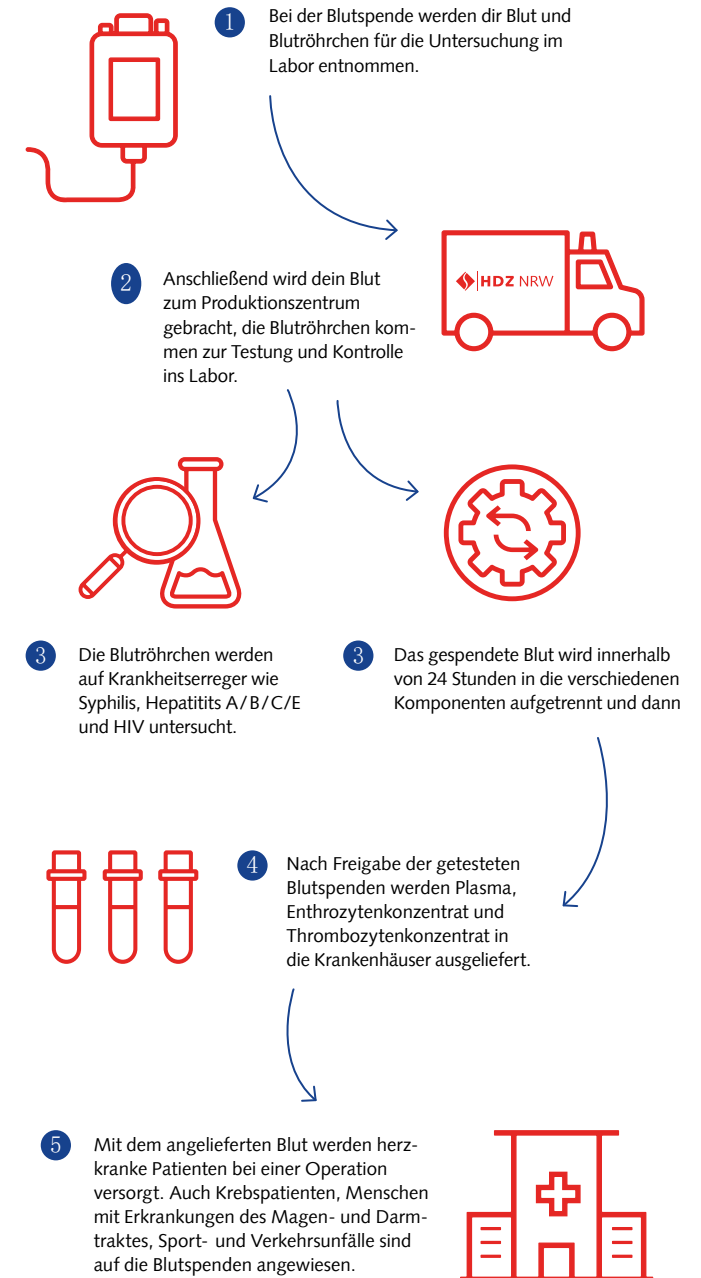 1
Bei der Blutspende werden dir Blut und
Blutröhrchen für die Untersuchung im
Labor entnommen.
HDZ NRW
2
Anschließend wird dein Blut
zum Produktionszentrum
gebracht, die Blutröhrchen kom-
men zur Testung und Kontrolle
ins Labor.
3
Die Blutröhrchen werden
auf Krankheitserreger wie
Syphilis, Hepatitits A/B/C/E
und HIV untersucht.
3
Das gespendete Blut wird innerhalb
von 24 Stunden in die verschiedenen
Komponenten aufgetrennt und dann
4
Nach Freigabe der getesteten
Blutspenden werden Plasma,
Enthrozytenkonzentrat und
Thrombozytenkonzentrat in
die Krankenhäuser ausgeliefert.
5
Mit dem angelieferten Blut werden herz-
kranke Patienten bei einer Operation
versorgt. Auch Krebspatienten, Menschen
mit Erkrankungen des Magen- und Darm-
traktes, Sport- und Verkehrsunfälle sind
auf die Blutspenden angewiesen.